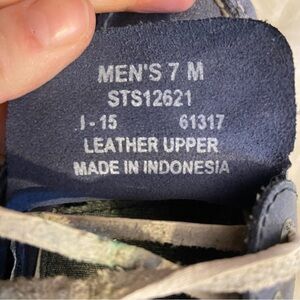 MEN'S 7 M
STS12621
J - 15 61317
LEATHER UPPER
MADE IN INDONESIA